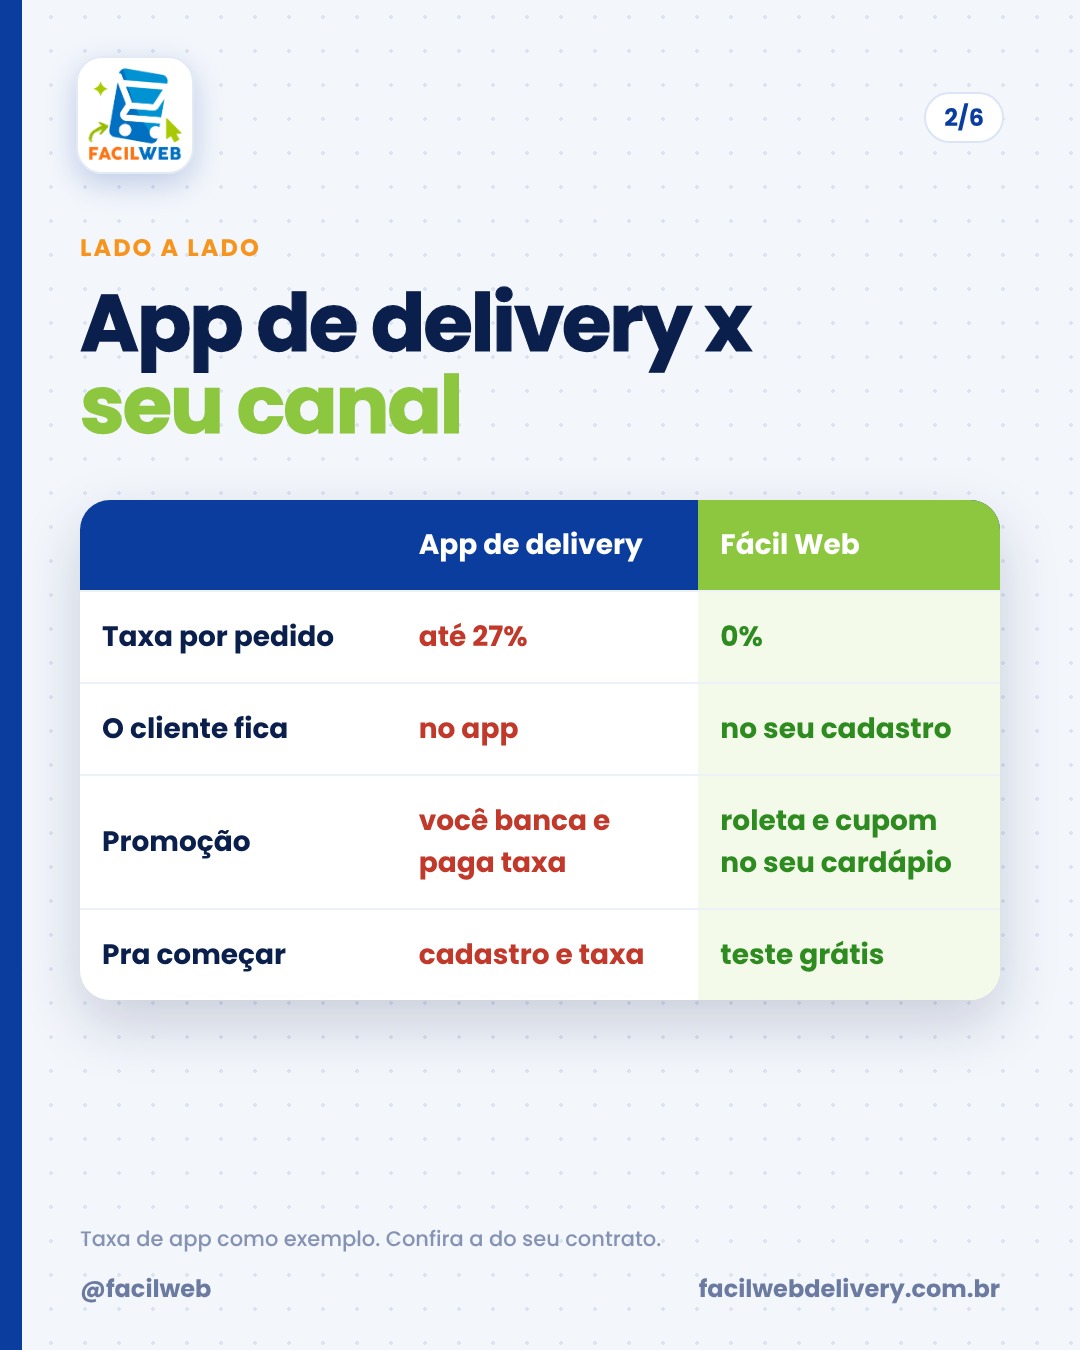 FACILWEB
2/6
LADO A LADO
App de delivery x
seu canal
App de delivery Fácil Web
Taxa por pedido até 27% 0%
O cliente fica no app no seu cadastro
Promoção você banca e paga taxa roleta e cupom no seu cardápio
Pra começar cadastro e taxa teste grátis
Taxa de app como exemplo. Confira a do seu contrato.
@facilweb facilwebdelivery.com.br